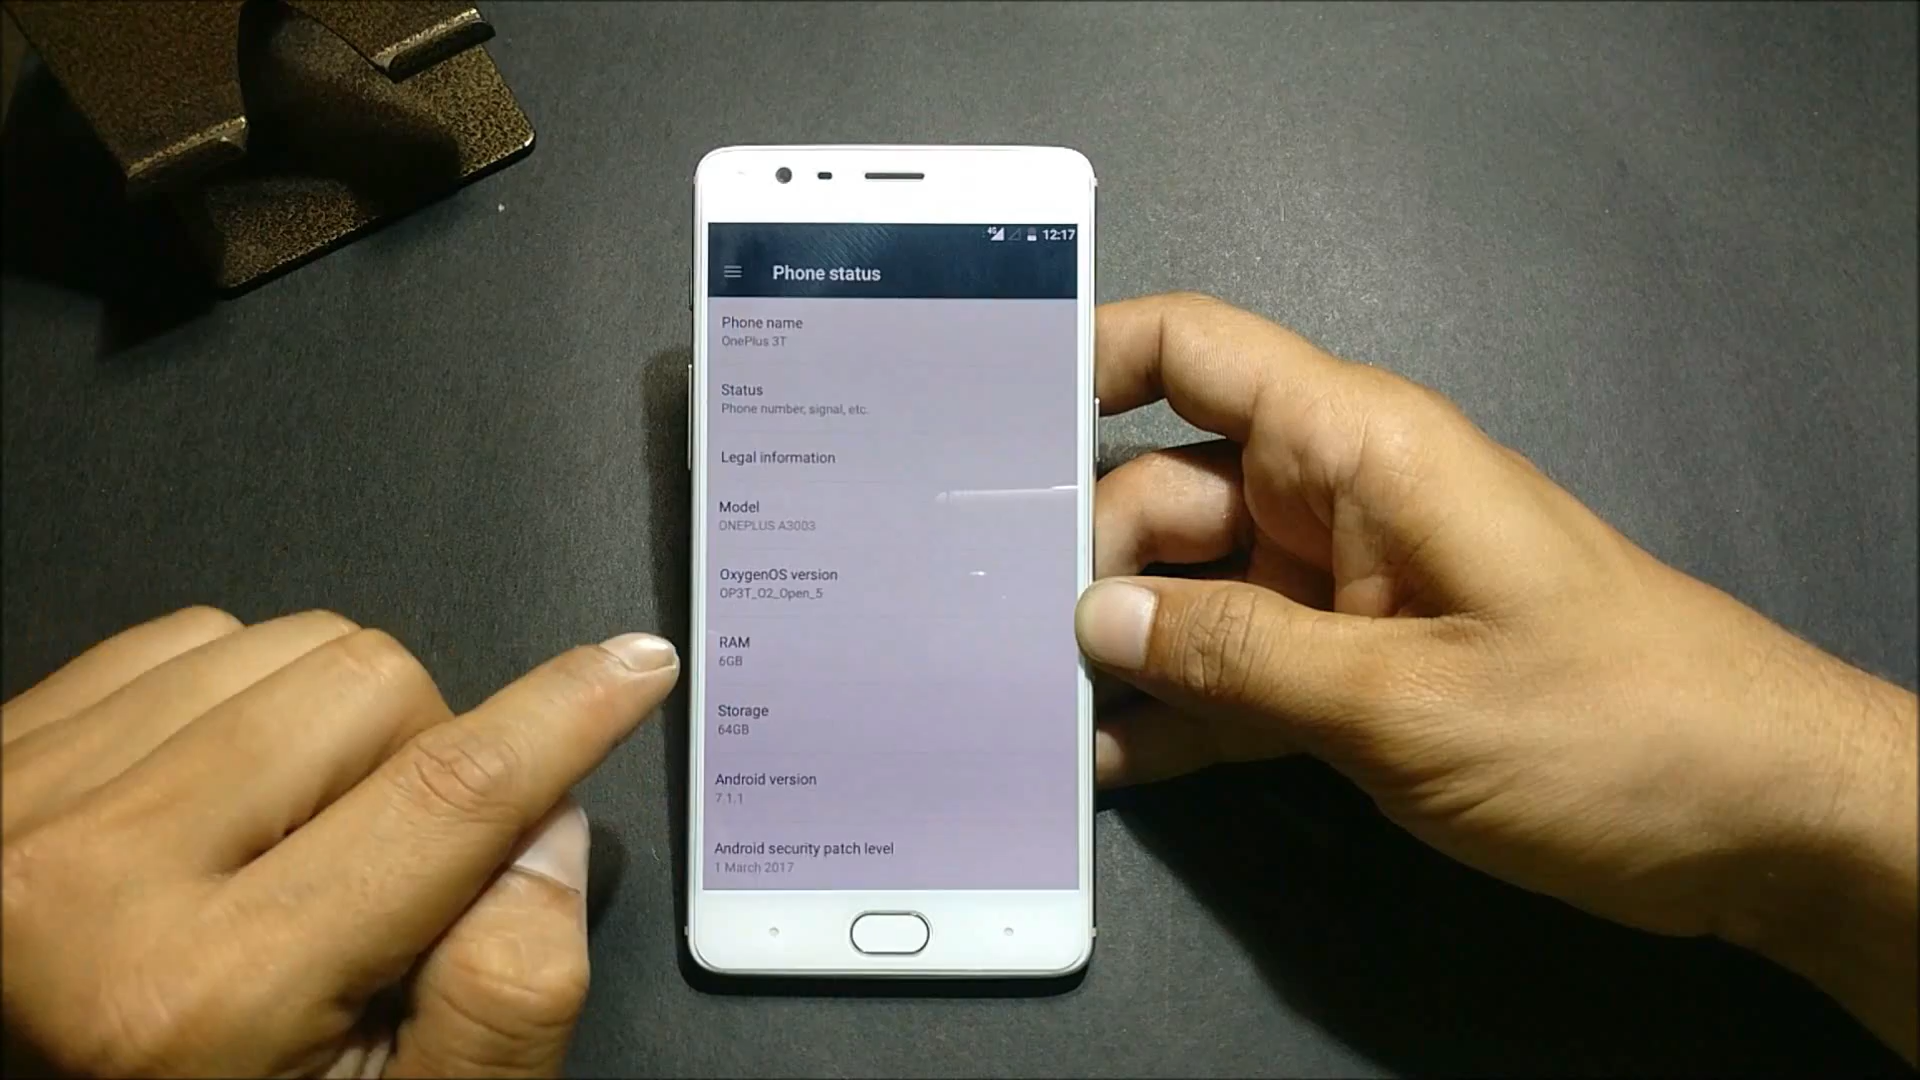 4G 12:17
Phone status
Phone name
OnePlus 3T
Status
Phone number, signal, etc.
Legal information
Model
ONEPLUS A3003
OxygenOS version
OP3T_O2_Open_5
RAM
6GB
Storage
64GB
Android version
7.1.1
Android security patch level
1 March 2017